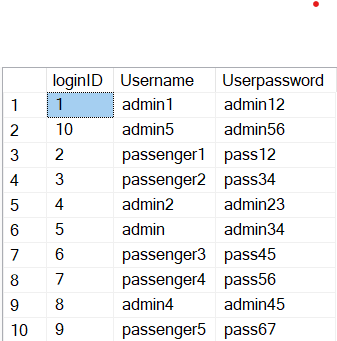 loginID Username Userpassword
1 1 admin1 admin12
2 10 admin5 admin56
3 2 passenger1 pass12
4 3 passenger2 pass34
5 4 admin2 admin23
6 5 admin admin34
7 6 passenger3 pass45
8 7 passenger4 pass56
9 8 admin4 admin45
10 9 passenger5 pass67